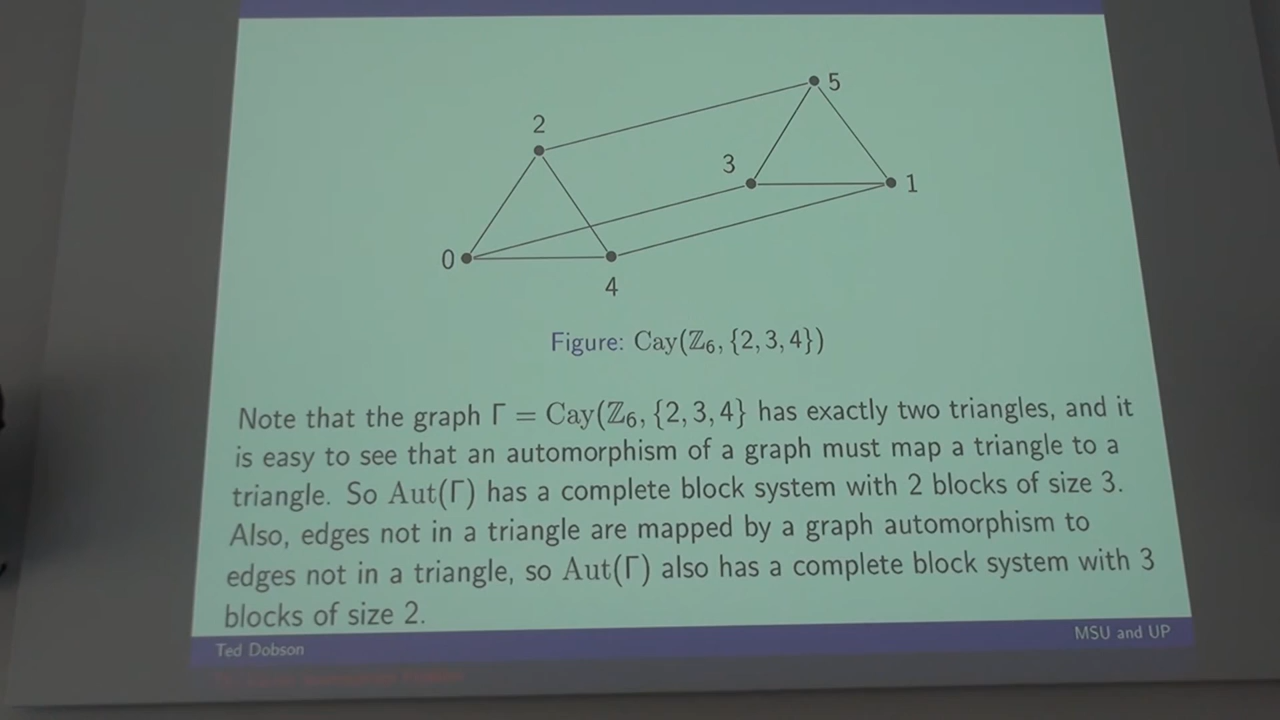 5
2
3
1
0
4
Figure: Cay(ℤ₆, {2, 3, 4})
Note that the graph Γ = Cay(ℤ₆, {2, 3, 4} has exactly two triangles, and it
is easy to see that an automorphism of a graph must map a triangle to a
triangle. So Aut(Γ) has a complete block system with 2 blocks of size 3.
Also, edges not in a triangle are mapped by a graph automorphism to
edges not in a triangle, so Aut(Γ) also has a complete block system with 3
blocks of size 2.
Ted Dobson
MSU and UP